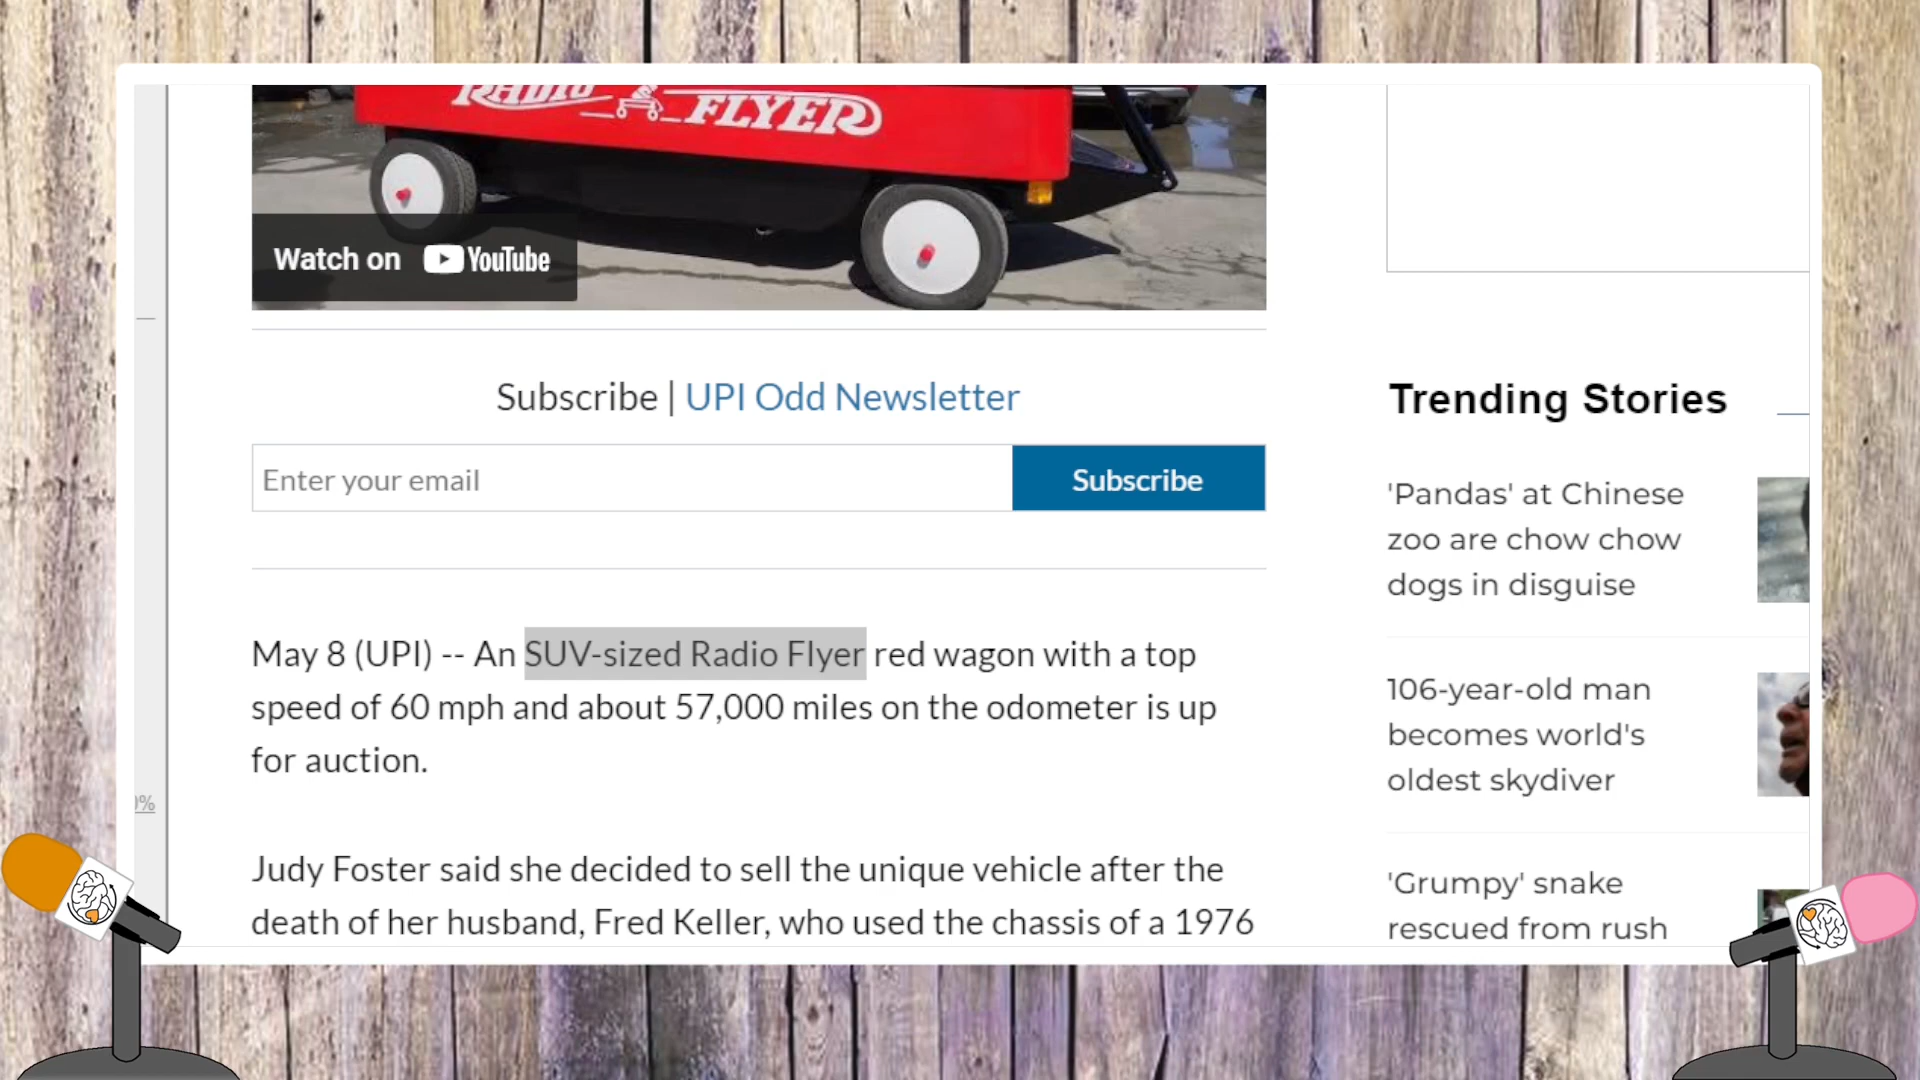 RADIO FLYER
Watch on YouTube
Subscribe | UPI Odd Newsletter
Enter your email
Subscribe
May 8 (UPI) -- An SUV-sized Radio Flyer red wagon with a top
speed of 60 mph and about 57,000 miles on the odometer is up
for auction.
Judy Foster said she decided to sell the unique vehicle after the
death of her husband, Fred Keller, who used the chassis of a 1976
Trending Stories
'Pandas' at Chinese
zoo are chow chow
dogs in disguise
106-year-old man
becomes world's
oldest skydiver
'Grumpy' snake
rescued from rush